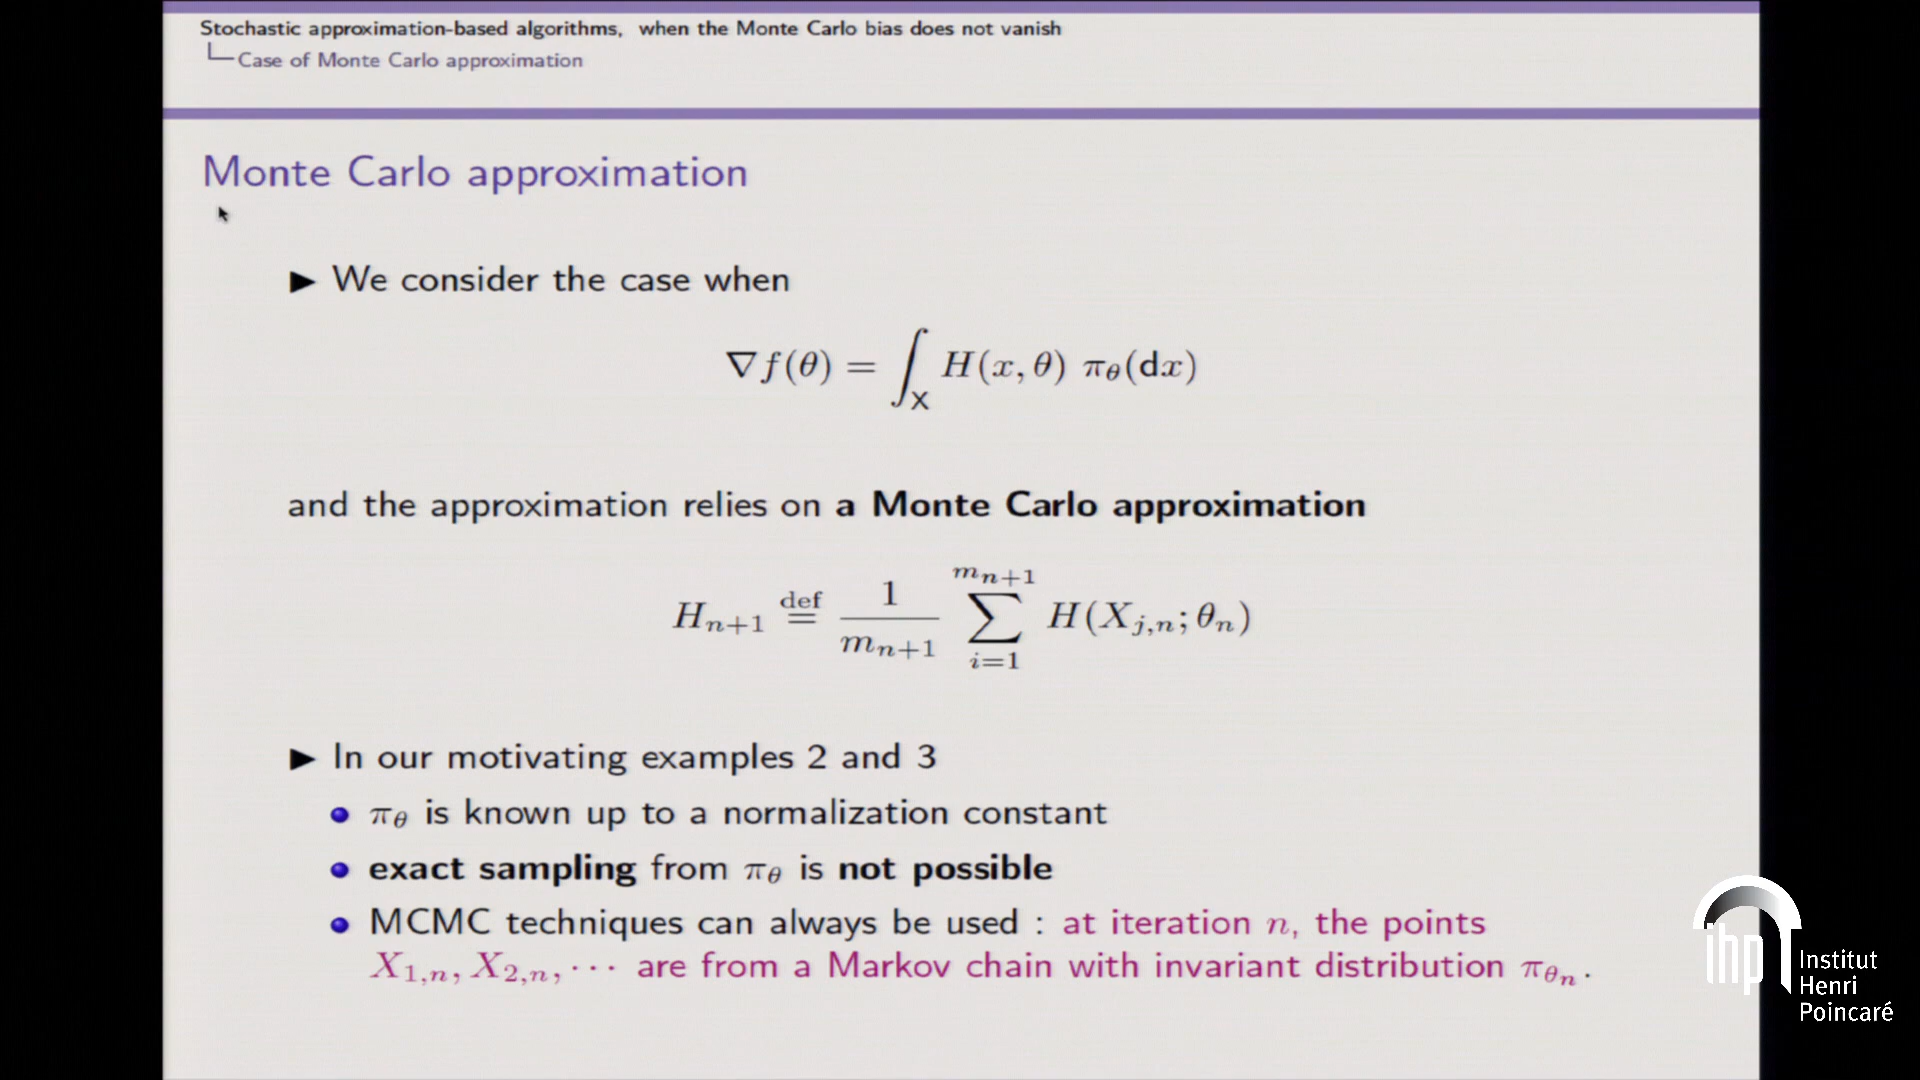 Stochastic approximation-based algorithms, when the Monte Carlo bias does not vanish
Case of Monte Carlo approximation
Monte Carlo approximation
▶ We consider the case when
∇f(θ) = ∫_X H(x, θ) π_θ(dx)
and the approximation relies on a Monte Carlo approximation
H_{n+1} \stackrel{def}{=} \frac{1}{m_{n+1}} \sum_{i=1}^{m_{n+1}} H(X_{j,n}; θ_n)
▶ In our motivating examples 2 and 3
• π_θ is known up to a normalization constant
• exact sampling from π_θ is not possible
• MCMC techniques can always be used : at iteration n, the points
X_{1,n}, X_{2,n}, ··· are from a Markov chain with invariant distribution π_{θ_n}.
ihp
Institut
Henri
Poincaré